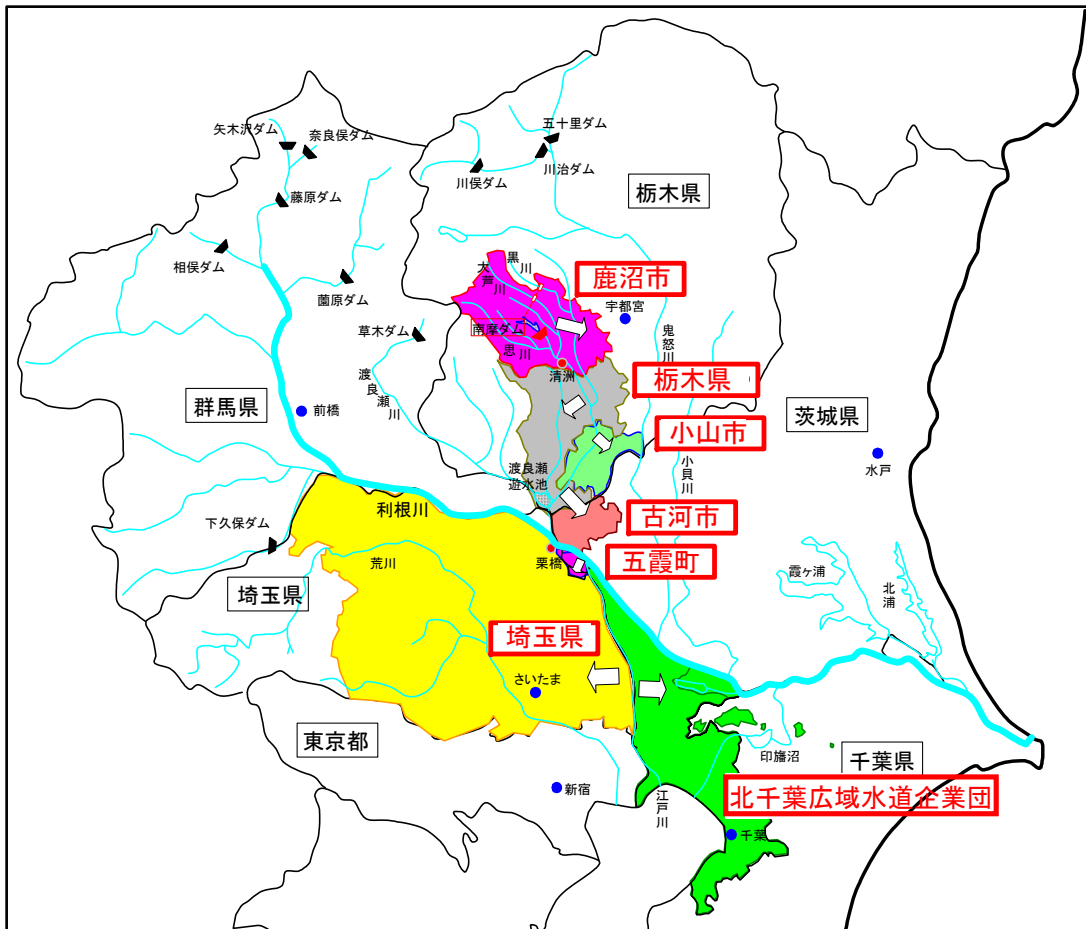 五十里ダム
矢木沢ダム
奈良俣ダム
川治ダム
川俣ダム
栃木県
藤原ダム
相俣ダム
薗原ダム
黒川
大芦川
鹿沼市
宇都宮
草木ダム
南摩ダム
思川
鬼怒川
清洲
栃木県
渡良瀬川
群馬県
前橋
茨城県
小山市
水戸
小貝川
渡良瀬
遊水池
利根川
古河市
下久保ダム
荒川
栗橋
五霞町
霞ヶ浦
北浦
埼玉県
埼玉県
さいたま
東京都
印旛沼
千葉県
新宿
江戸川
北千葉広域水道企業団
千葉